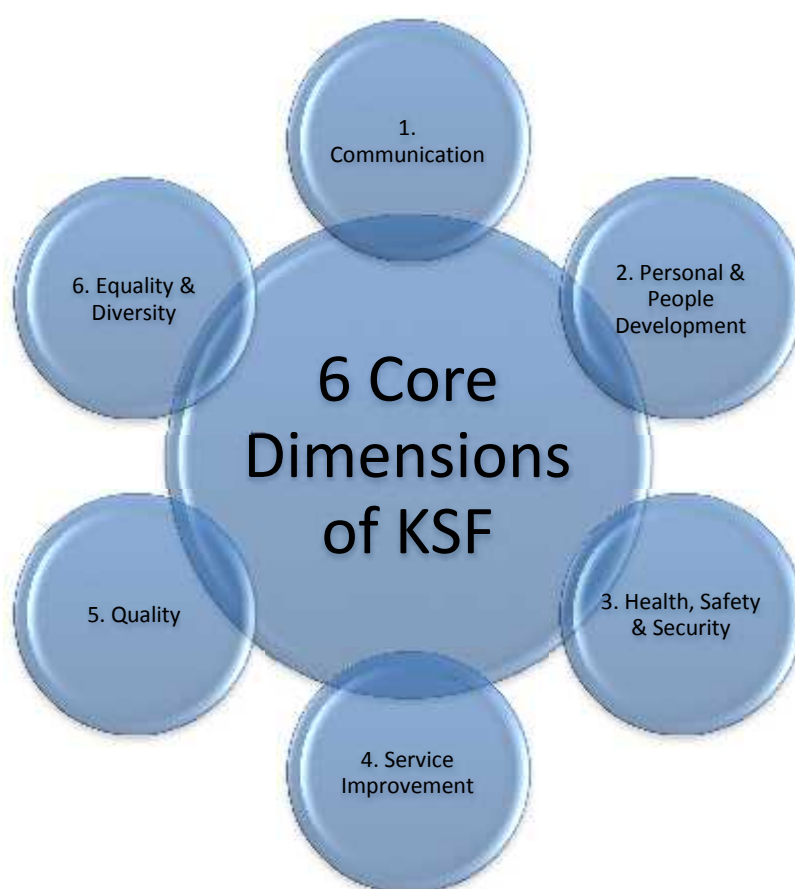 1.
Communication
2. Personal &
People
Development
3. Health, Safety
& Security
4. Service
Improvement
5. Quality
6. Equality &
Diversity
6 Core
Dimensions
of KSF